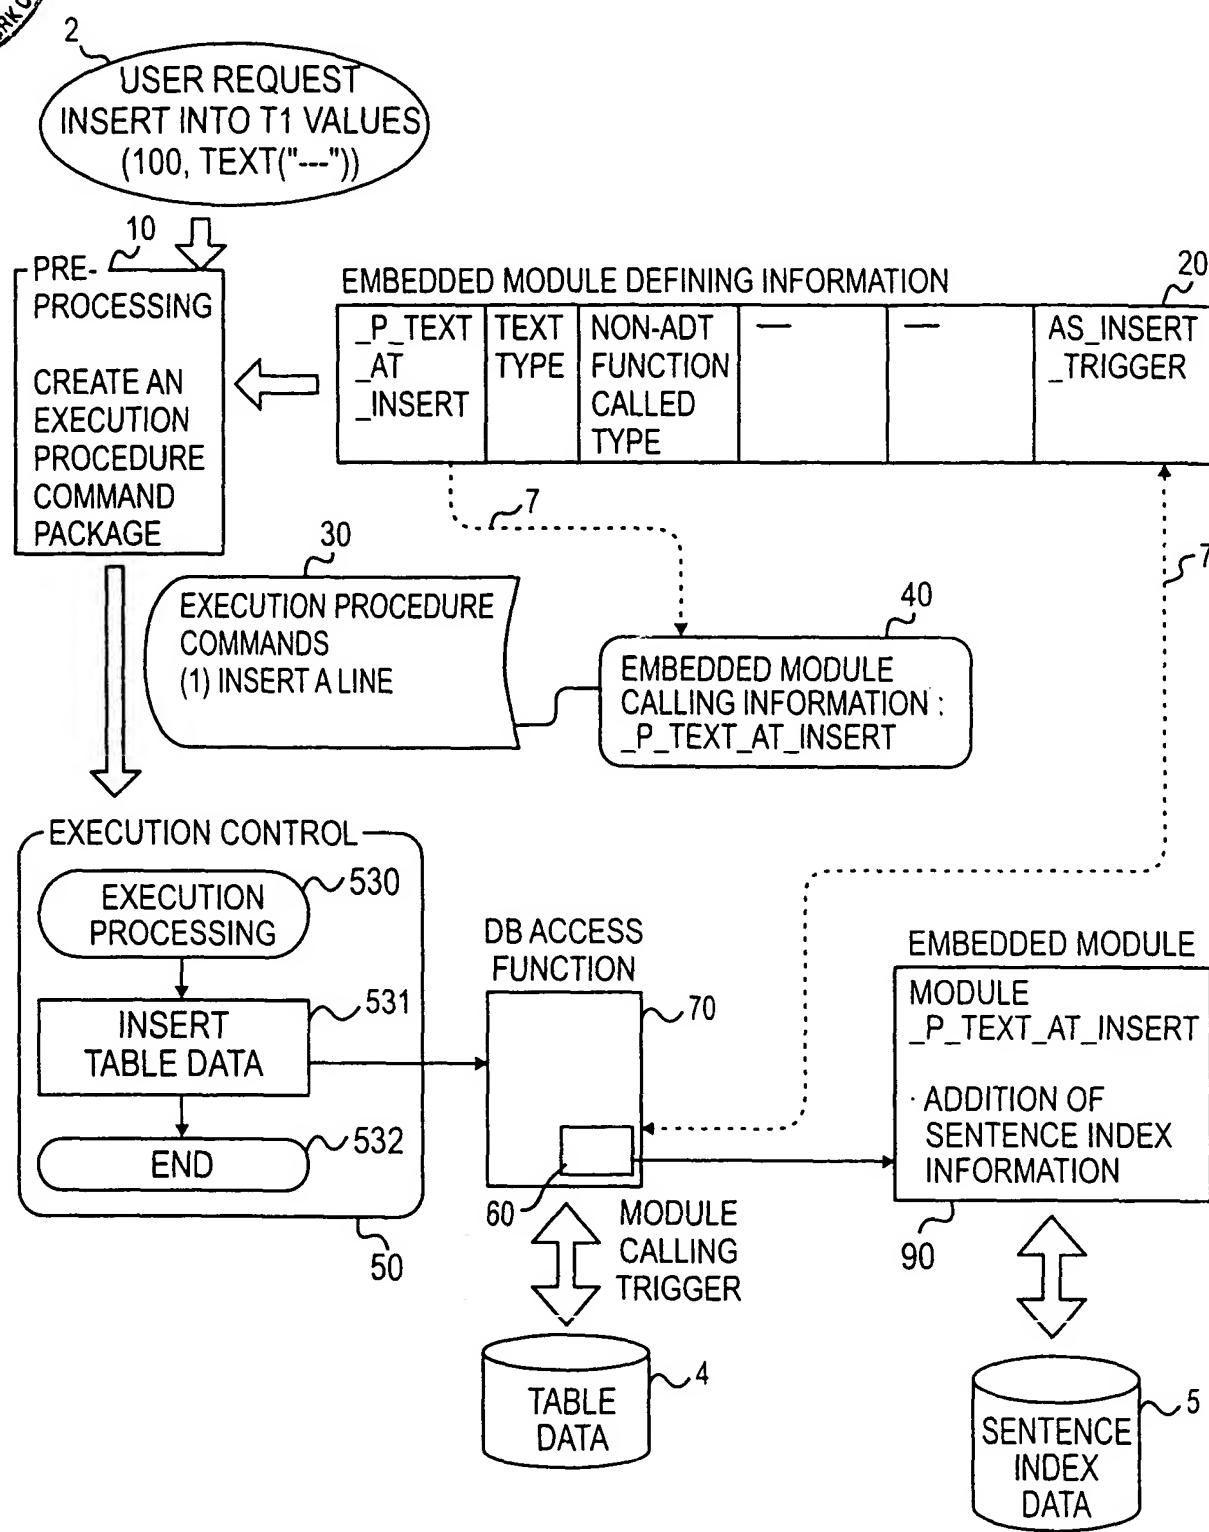 2
USER REQUEST
INSERT INTO T1 VALUES
(100, TEXT("---"))
10
PRE-
PROCESSING
CREATE AN
EXECUTION
PROCEDURE
COMMAND
PACKAGE
EMBEDDED MODULE DEFINING INFORMATION
20
_P_TEXT
_AT
_INSERT
TEXT
TYPE
NON-ADT
FUNCTION
CALLED
TYPE
—
—
AS_INSERT
_TRIGGER
7
7
30
EXECUTION PROCEDURE
COMMANDS
(1) INSERT A LINE
40
EMBEDDED MODULE
CALLING INFORMATION :
_P_TEXT_AT_INSERT
EXECUTION CONTROL
EXECUTION
PROCESSING
530
INSERT
TABLE DATA
531
END
532
50
DB ACCESS
FUNCTION
70
60
MODULE
CALLING
TRIGGER
TABLE
DATA
4
EMBEDDED MODULE
MODULE
_P_TEXT_AT_INSERT
· ADDITION OF
SENTENCE INDEX
INFORMATION
90
SENTENCE
INDEX
DATA
5